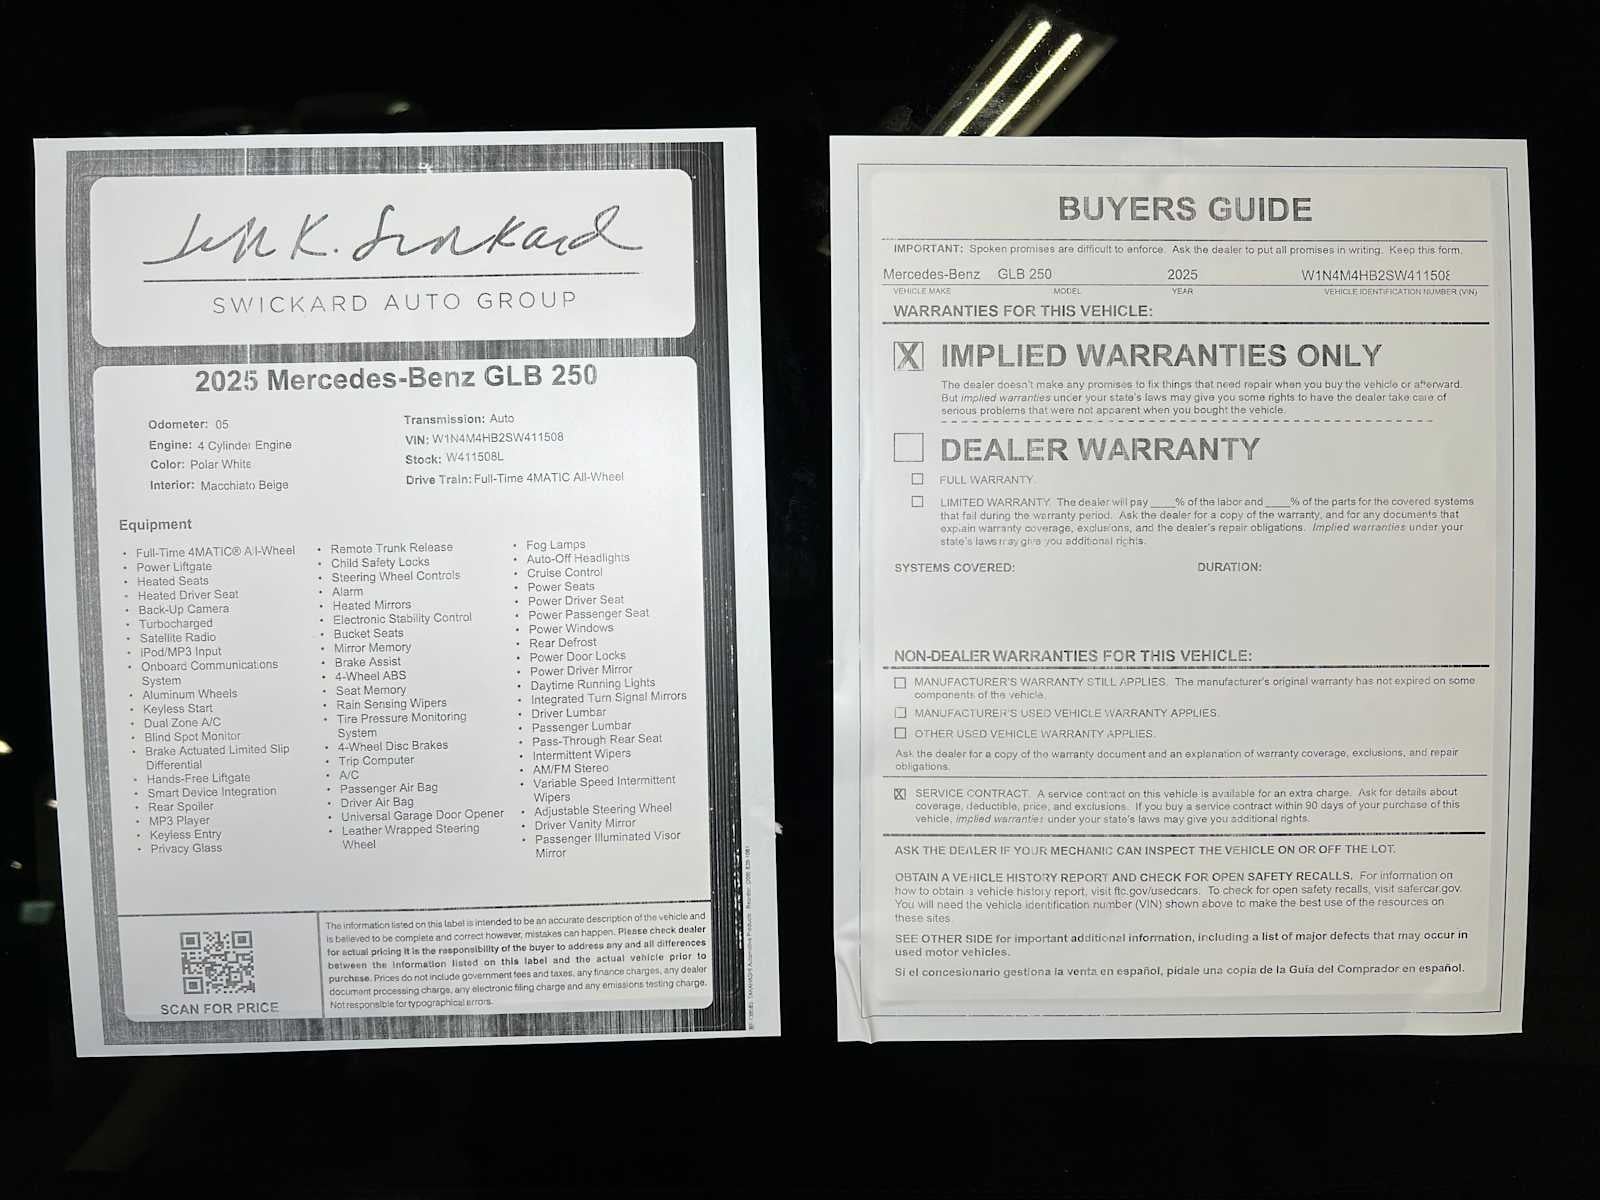 Jeff K. Swickard
SWICKARD AUTO GROUP
2025 Mercedes-Benz GLB 250
Odometer: 05
Engine: 4 Cylinder Engine
Color: Polar White
Interior: Macchiato Beige
Transmission: Auto
VIN: W1N4M4HB2SW411508
Stock: W411508L
Drive Train: Full-Time 4MATIC All-Wheel
Equipment
• Full-Time 4MATIC® All-Wheel
• Power Liftgate
• Heated Seats
• Heated Driver Seat
• Back-Up Camera
• Turbocharged
• Satellite Radio
• iPod/MP3 Input
• Onboard Communications
System
• Aluminum Wheels
• Keyless Start
• Dual Zone A/C
• Blind Spot Monitor
• Brake Actuated Limited Slip
Differential
• Hands-Free Liftgate
• Smart Device Integration
• Rear Spoiler
• MP3 Player
• Keyless Entry
• Privacy Glass
• Remote Trunk Release
• Child Safety Locks
• Steering Wheel Controls
• Alarm
• Heated Mirrors
• Electronic Stability Control
• Bucket Seats
• Mirror Memory
• Brake Assist
• 4-Wheel ABS
• Seat Memory
• Rain Sensing Wipers
• Tire Pressure Monitoring
System
• 4-Wheel Disc Brakes
• Trip Computer
• A/C
• Passenger Air Bag
• Driver Air Bag
• Universal Garage Door Opener
• Leather Wrapped Steering
Wheel
• Fog Lamps
• Auto-Off Headlights
• Cruise Control
• Power Seats
• Power Driver Seat
• Power Passenger Seat
• Power Windows
• Rear Defrost
• Power Door Locks
• Power Driver Mirror
• Daytime Running Lights
• Integrated Turn Signal Mirrors
• Driver Lumbar
• Passenger Lumbar
• Pass-Through Rear Seat
• Intermittent Wipers
• AM/FM Stereo
• Variable Speed Intermittent
Wipers
• Adjustable Steering Wheel
• Driver Vanity Mirror
• Passenger Illuminated Visor
Mirror
SCAN FOR PRICE
The information listed on this label is intended to be an accurate description of the vehicle and
is believed to be complete and correct however, mistakes can happen. Please check dealer
for actual pricing it is the responsibility of the buyer to address any and all differences
between the information listed on this label and the actual vehicle prior to
purchase. Prices do not include government fees and taxes, any finance charges, any dealer
document processing charge, any electronic filing charge and any emissions testing charge.
Not responsible for typographical errors.
BUYERS GUIDE
IMPORTANT: Spoken promises are difficult to enforce. Ask the dealer to put all promises in writing. Keep this form.
Mercedes-Benz GLB 250 2025 W1N4M4HB2SW411508
VEHICLE MAKE MODEL YEAR VEHICLE IDENTIFICATION NUMBER (VIN)
WARRANTIES FOR THIS VEHICLE:
X IMPLIED WARRANTIES ONLY
The dealer doesn't make any promises to fix things that need repair when you buy the vehicle or afterward.
But implied warranties under your state's laws may give you some rights to have the dealer take care of
serious problems that were not apparent when you bought the vehicle.
DEALER WARRANTY
FULL WARRANTY.
LIMITED WARRANTY. The dealer will pay ____% of the labor and ____% of the parts for the covered systems
that fail during the warranty period. Ask the dealer for a copy of the warranty, and for any documents that
explain warranty coverage, exclusions, and the dealer's repair obligations. Implied warranties under your
state's laws may give you additional rights.
SYSTEMS COVERED: DURATION:
NON-DEALER WARRANTIES FOR THIS VEHICLE:
MANUFACTURER'S WARRANTY STILL APPLIES. The manufacturer's original warranty has not expired on some
components of the vehicle.
MANUFACTURER'S USED VEHICLE WARRANTY APPLIES.
OTHER USED VEHICLE WARRANTY APPLIES.
Ask the dealer for a copy of the warranty document and an explanation of warranty coverage, exclusions, and repair
obligations.
X SERVICE CONTRACT. A service contract on this vehicle is available for an extra charge. Ask for details about
coverage, deductible, price, and exclusions. If you buy a service contract within 90 days of your purchase of this
vehicle, implied warranties under your state's laws may give you additional rights.
ASK THE DEALER IF YOUR MECHANIC CAN INSPECT THE VEHICLE ON OR OFF THE LOT.
OBTAIN A VEHICLE HISTORY REPORT AND CHECK FOR OPEN SAFETY RECALLS. For information on
how to obtain a vehicle history report, visit ftc.gov/usedcars. To check for open safety recalls, visit safercar.gov.
You will need the vehicle identification number (VIN) shown above to make the best use of the resources on
these sites.
SEE OTHER SIDE for important additional information, including a list of major defects that may occur in
used motor vehicles.
Si el concesionario gestiona la venta en español, pídale una copia de la Guía del Comprador en español.